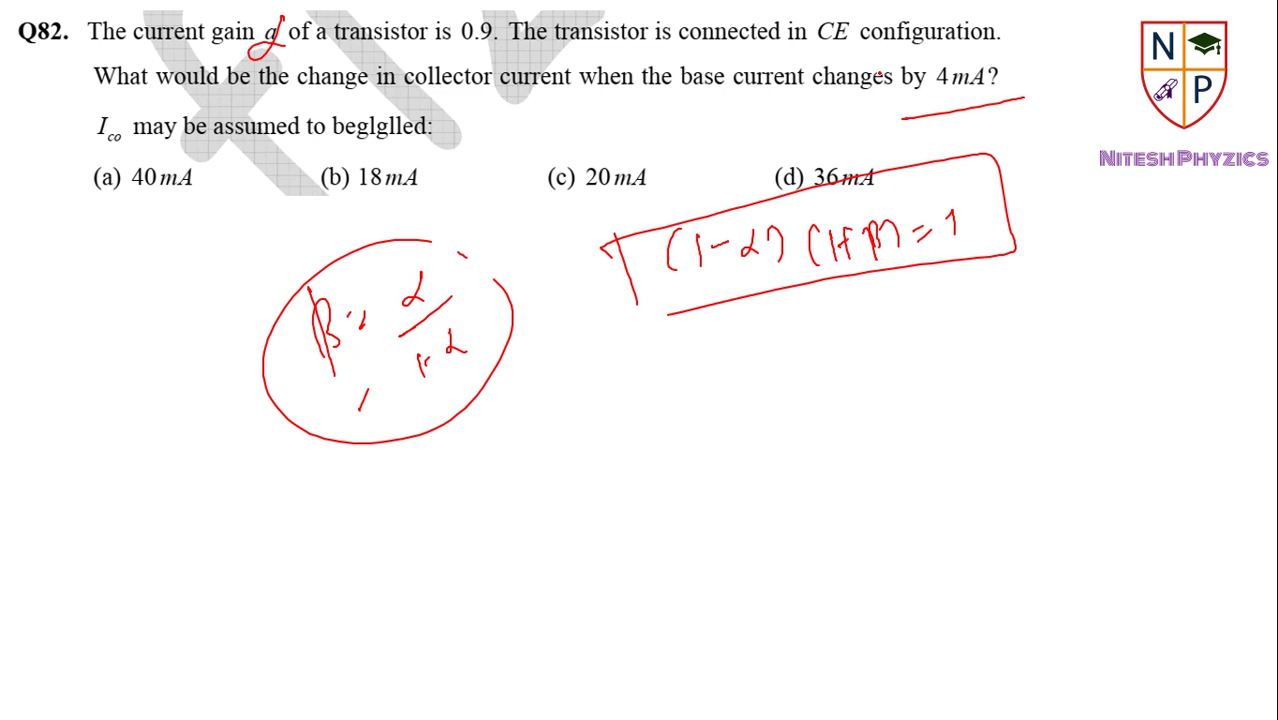 Q82. The current gain α of a transistor is 0.9. The transistor is connected in CE configuration.
What would be the change in collector current when the base current changes by 4mA?
I_co may be assumed to beglglled:
(a) 40mA (b) 18mA (c) 20mA (d) 36mA
(1-α) (1+β) = 1
β = α / 1-α
N P
NITESH PHYZICS